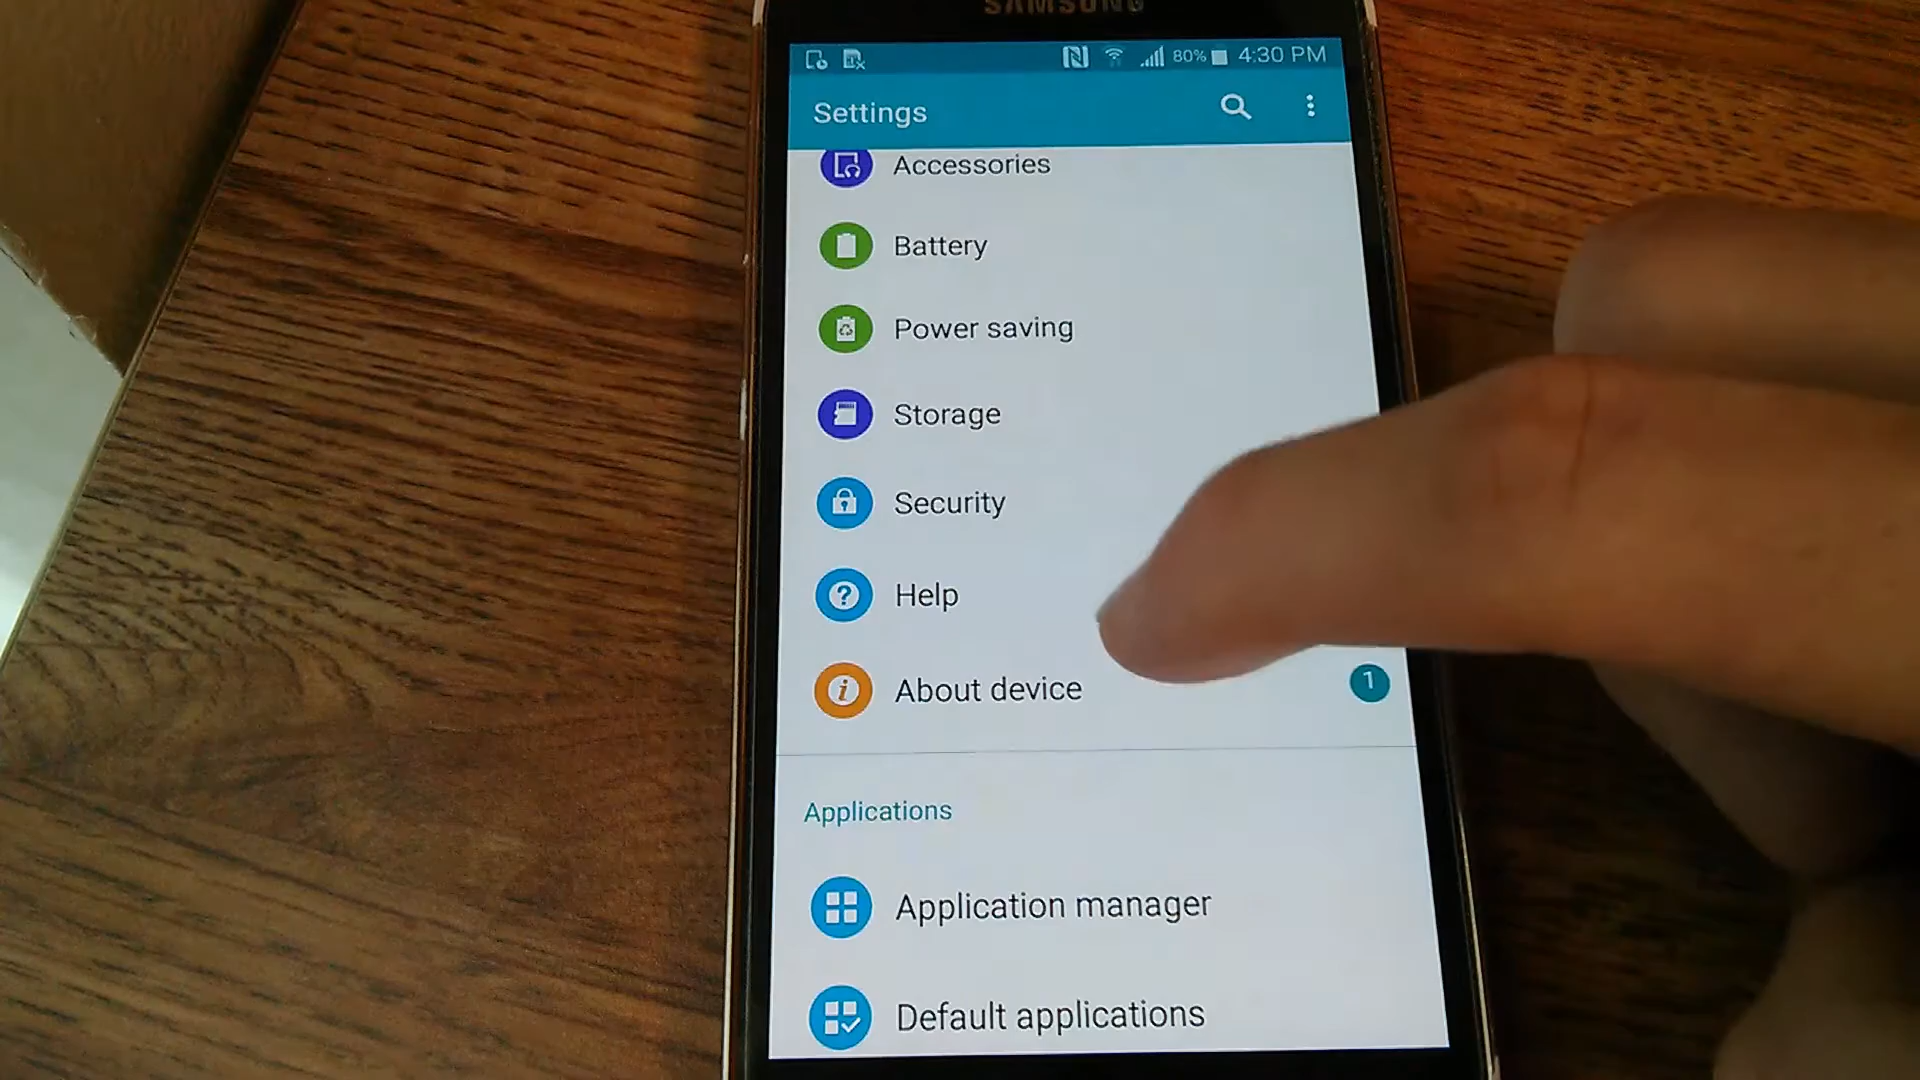 SAMSUNG
80% 4:30 PM
Settings
Accessories
Battery
Power saving
Storage
Security
Help
About device 1
Applications
Application manager
Default applications